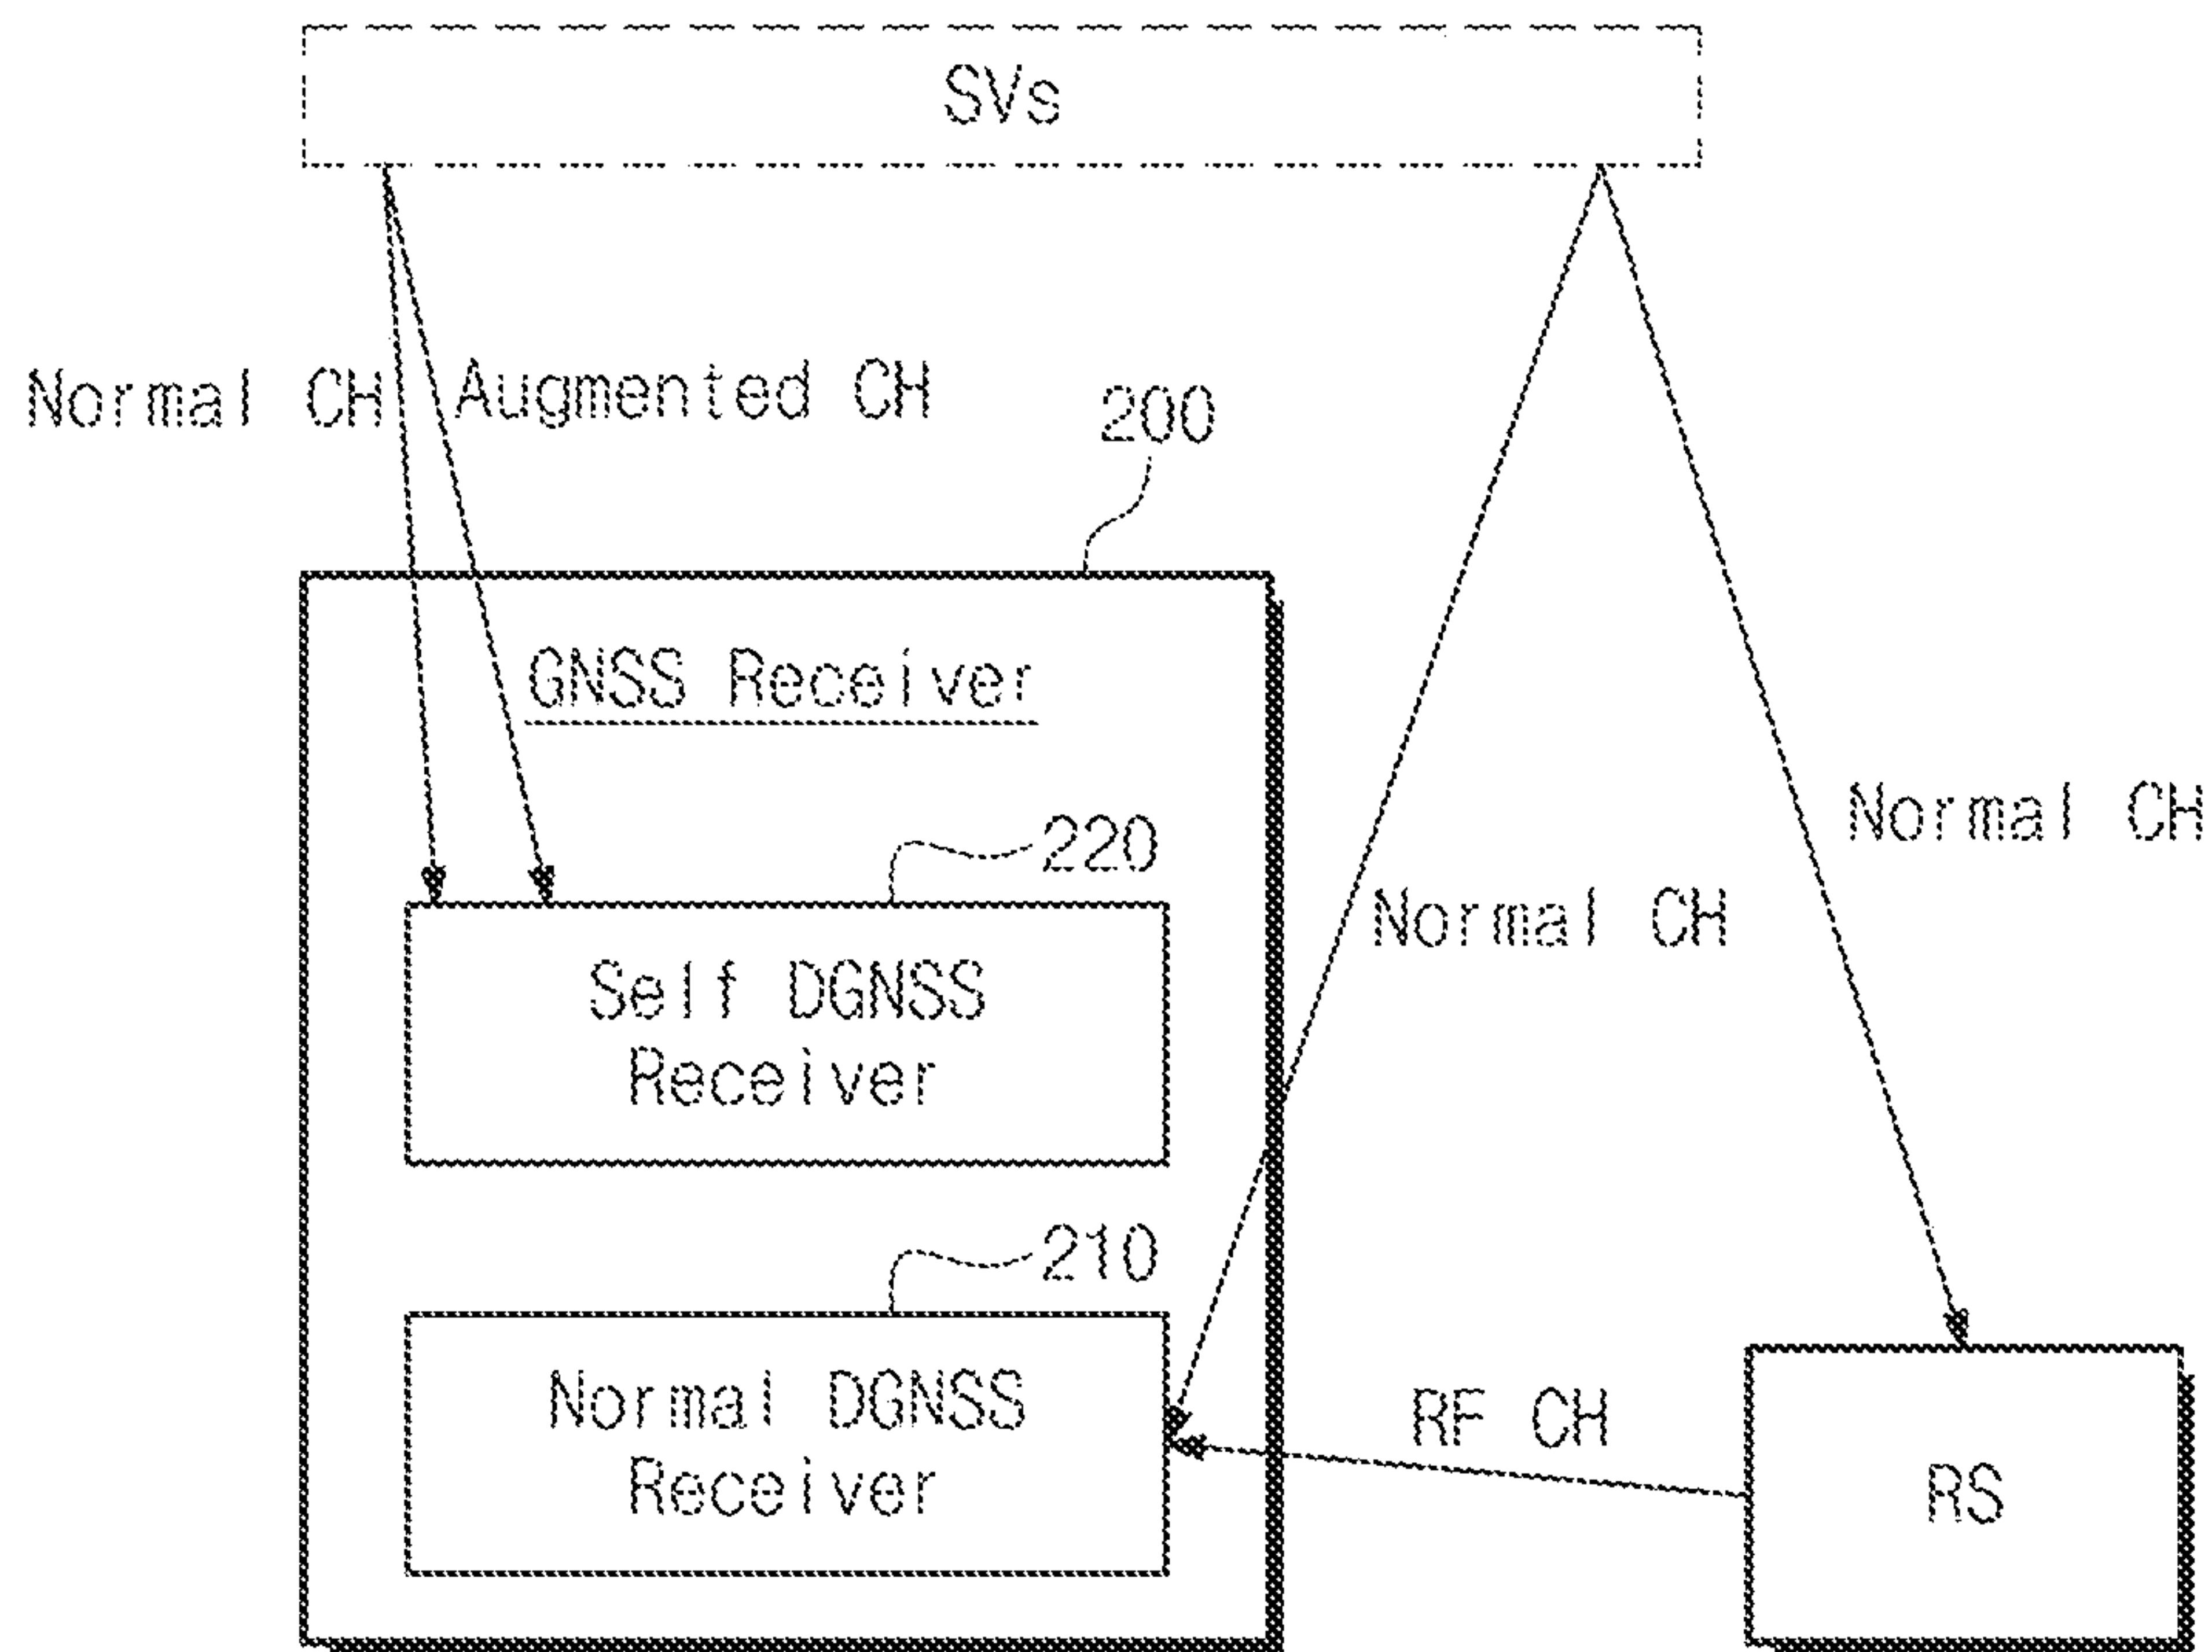 SVs
Normal CH
Augmented CH
200
GNSS Receiver
220
Normal CH
Normal CH
Self DGNSS
Receiver
210
Normal DGNSS
Receiver
RF CH
RS